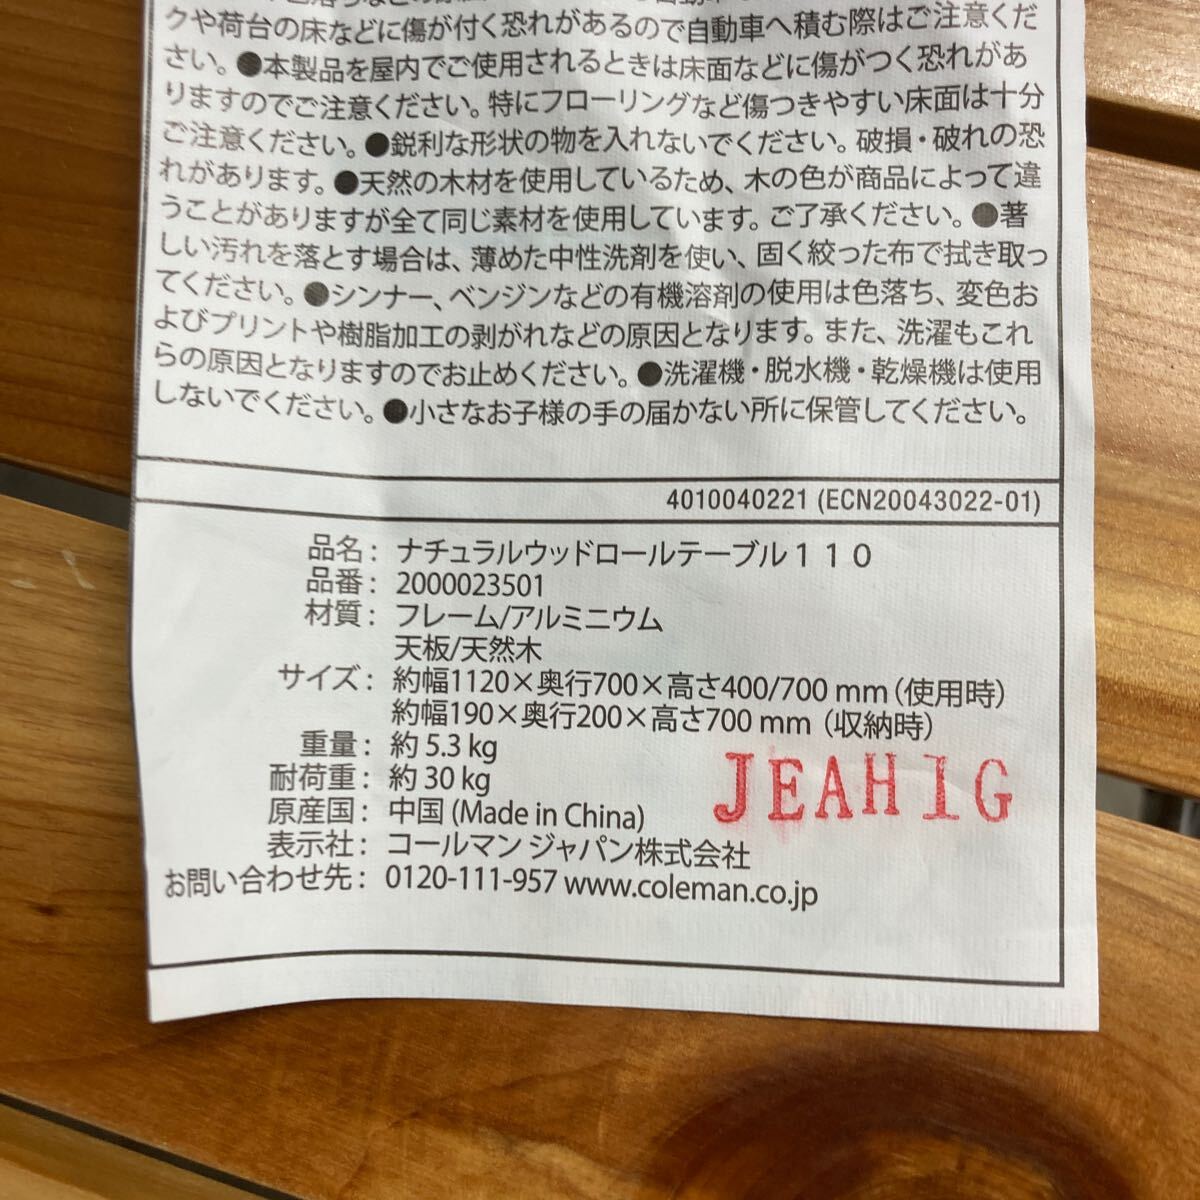 クや荷台の床などに傷が付く恐れがあるので自動車へ積む際はご注意くだ
さい。●本製品を屋内でご使用されるときは床面などに傷がつく恐れがあ
りますのでご注意ください。特にフローリングなど傷つきやすい床面は十分
ご注意ください。●鋭利な形状の物を入れないでください。破損・破れの恐
れがあります。●天然の木材を使用しているため、木の色が商品によって違
うことがありますが全て同じ素材を使用しています。ご了承ください。●著
しい汚れを落とす場合は、薄めた中性洗剤を使い、固く絞った布で拭き取っ
てください。●シンナー、ベンジンなどの有機溶剤の使用は色落ち、変色お
よびプリントや樹脂加工の剥がれなどの原因となります。また、洗濯もこれ
らの原因となりますのでお止めください。●洗濯機・脱水機・乾燥機は使用
しないでください。●小さなお子様の手の届かない所に保管してください。
4010040221 (ECN20043022-01)
品名： ナチュラルウッドロールテーブル１１０
品番： 2000023501
材質： フレーム/アルミニウム
天板/天然木
サイズ： 約幅1120×奥行700×高さ400/700 mm（使用時）
約幅190×奥行200×高さ700 mm （収納時）
重量： 約 5.3 kg
耐荷重： 約 30 kg
原産国： 中国 (Made in China)
表示社： コールマン ジャパン株式会社
お問い合わせ先： 0120-111-957 www.coleman.co.jp
JEAH1G